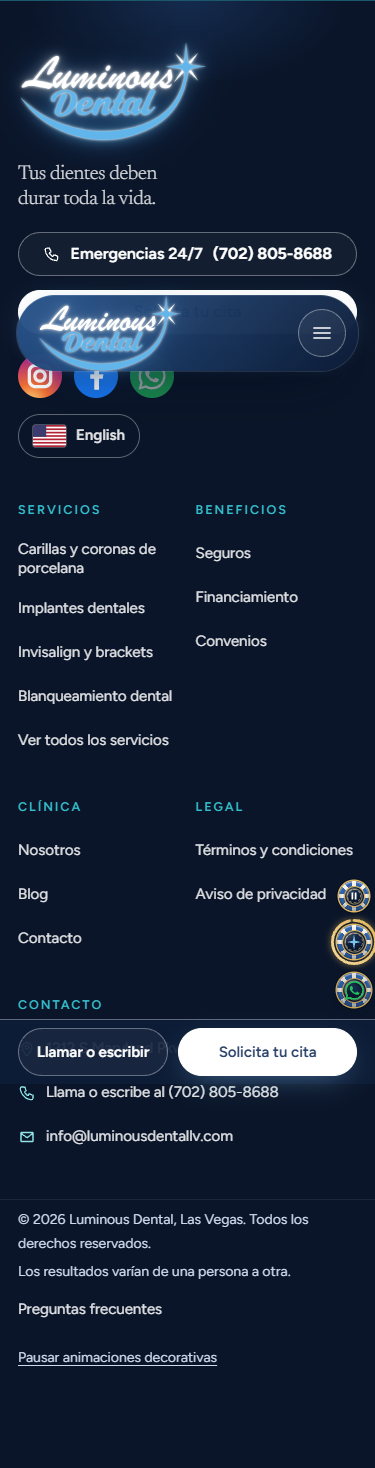 Luminous
Dental
Tus dientes deben
durar toda la vida.
Emergencias 24/7 (702) 805-8688
Luminous
Dental
English
SERVICIOS
Carillas y coronas de
porcelana
Implantes dentales
Invisalign y brackets
Blanqueamiento dental
Ver todos los servicios
BENEFICIOS
Seguros
Financiamiento
Convenios
CLÍNICA
Nosotros
Blog
Contacto
LEGAL
Términos y condiciones
Aviso de privacidad
CONTACTO
Llamar o escribir
Solicita tu cita
Llama o escribe al (702) 805-8688
info@luminousdentallv.com
© 2026 Luminous Dental, Las Vegas. Todos los
derechos reservados.
Los resultados varían de una persona a otra.
Preguntas frecuentes
Pausar animaciones decorativas